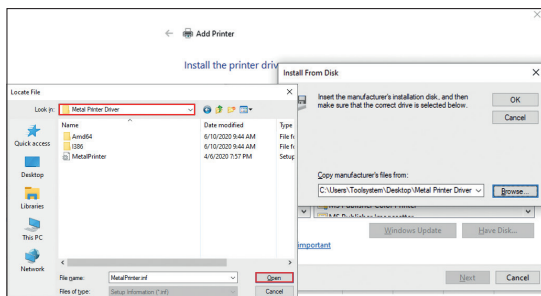 Add Printer
Install the printer driv
Install From Disk
Insert the manufacturer's installation disk, and then
make sure that the correct drive is selected below.
OK
Cancel
Copy manufacturer's files from:
C:\Users\Toolsystem\Desktop\Metal Printer Driver
Browse...
Locate File
Look in:
Metal Printer Driver
Name
Date modified
Type
Amd64
6/10/2020 9:44 AM
File fo
I386
6/10/2020 9:44 AM
File fo
MetalPrinter
4/6/2020 7:57 PM
Setup
Quick access
Desktop
Libraries
This PC
Network
File name:
MetalPrinter.inf
Open
Files of type:
Setup Information (*.inf)
Cancel
Windows Update
Have Disk...
important
Next
Cancel